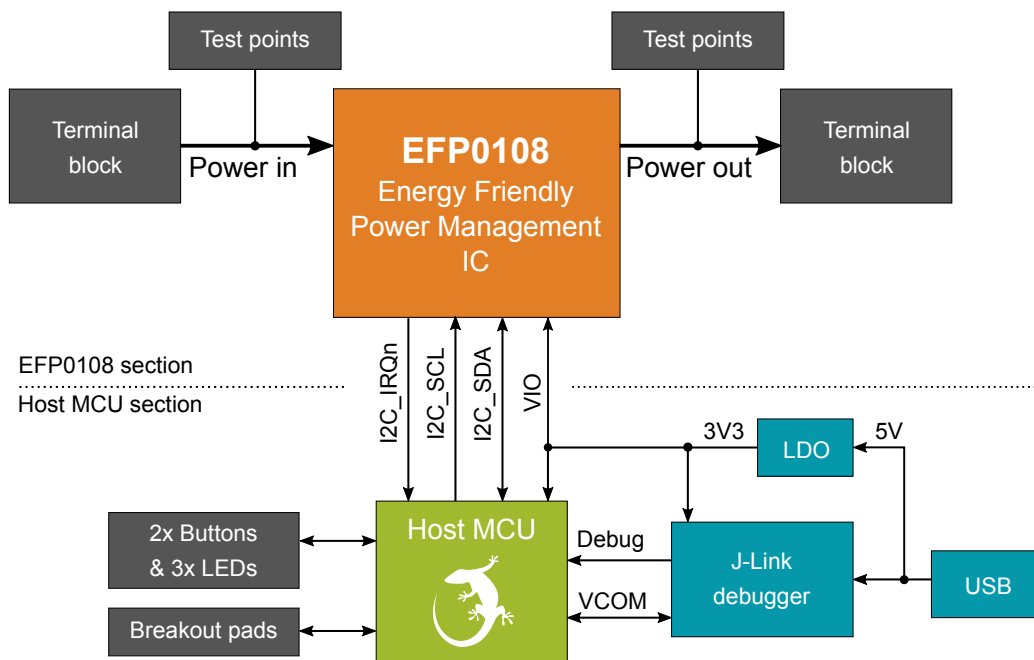 Test points
Test points
Terminal
block
Power in
EFP0108
Energy Friendly
Power Management
IC
Power out
Terminal
block
EFP0108 section
Host MCU section
I2C_IRQn
I2C_SCL
I2C_SDA
VIO
3V3
LDO
5V
2x Buttons
& 3x LEDs
Host MCU
Debug
J-Link
debugger
USB
VCOM
Breakout pads